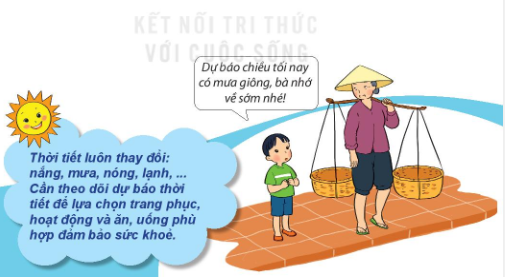 KẾT NỐI TRI THỨC
VỚI CUỘC SỐNG
Dự báo chiều tối nay
có mưa giông, bà nhớ
về sớm nhé!
Thời tiết luôn thay đổi:
nắng, mưa, nóng, lạnh, ...
Cần theo dõi dự báo thời
tiết để lựa chọn trang phục,
hoạt động và ăn, uống phù
hợp đảm bảo sức khoẻ.